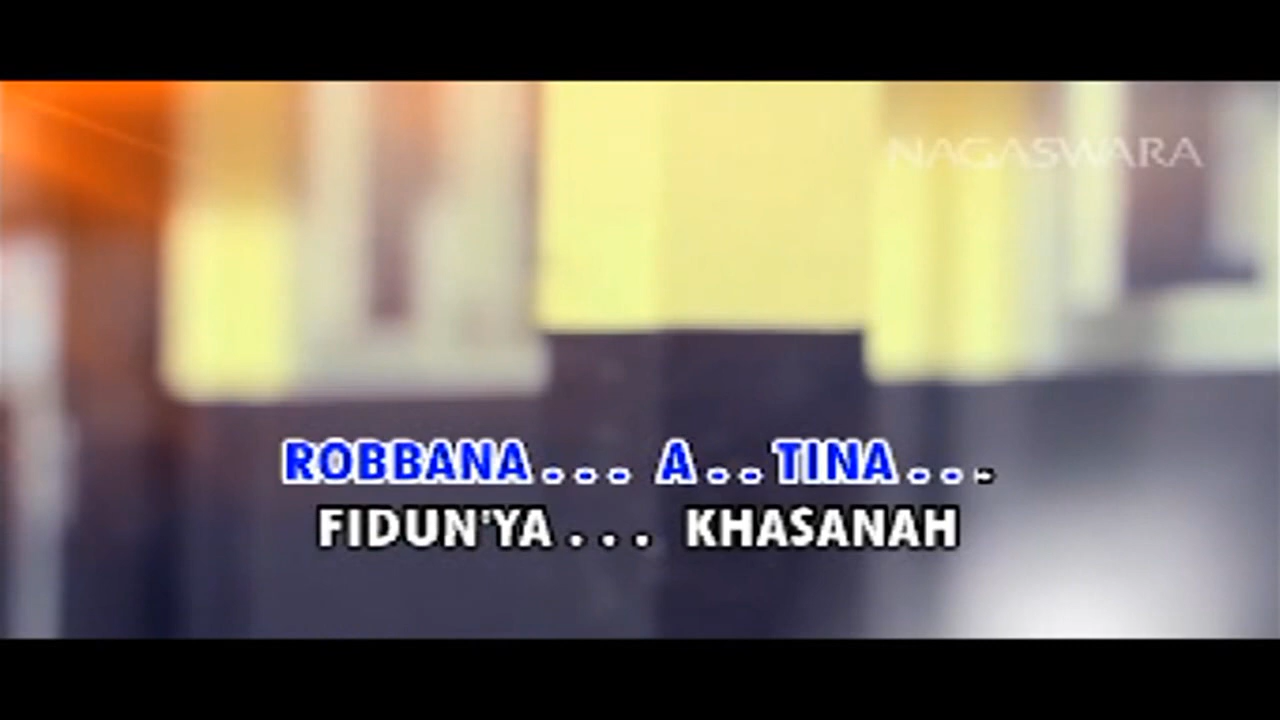 NAGASWARA
ROBBANA . . . A . . TINA . . .
FIDUN'YA . . . KHASANAH